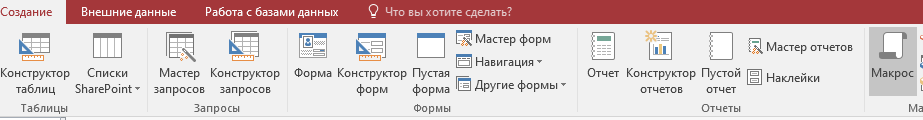 Создание Внешние данные Работа с базами данных Что вы хотите сделать?
Конструктор таблиц
Списки SharePoint
Таблицы
Мастер запросов
Конструктор запросов
Запросы
Форма
Конструктор форм
Пустая форма
Мастер форм
Навигация
Другие формы
Формы
Отчет
Конструктор отчетов
Пустой отчет
Мастер отчетов
Наклейки
Отчеты
Макрос
Ма